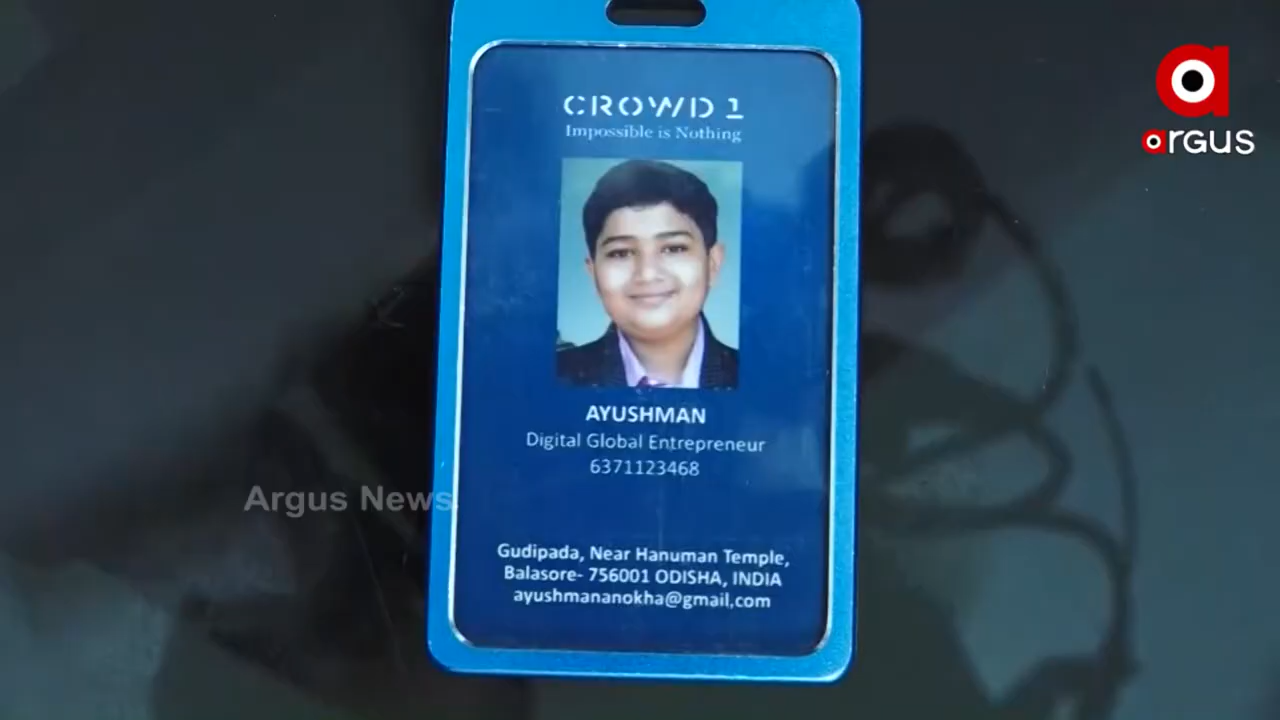 CROWD 1
Impossible is Nothing
AYUSHMAN
Digital Global Entrepreneur
6371123468
Gudipada, Near Hanuman Temple,
Balasore- 756001 ODISHA, INDIA
ayushmananokha@gmail.com
argus
Argus News